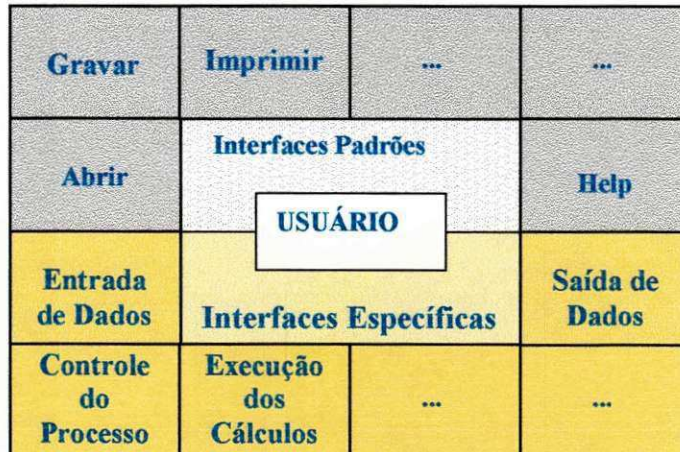 Gravar
Imprimir
...
...
Abrir
Interfaces Padrões
Help
USUÁRIO
Entrada
de Dados
Interfaces Específicas
Saída de
Dados
Controle
do
Processo
Execução
dos
Cálculos
...
...